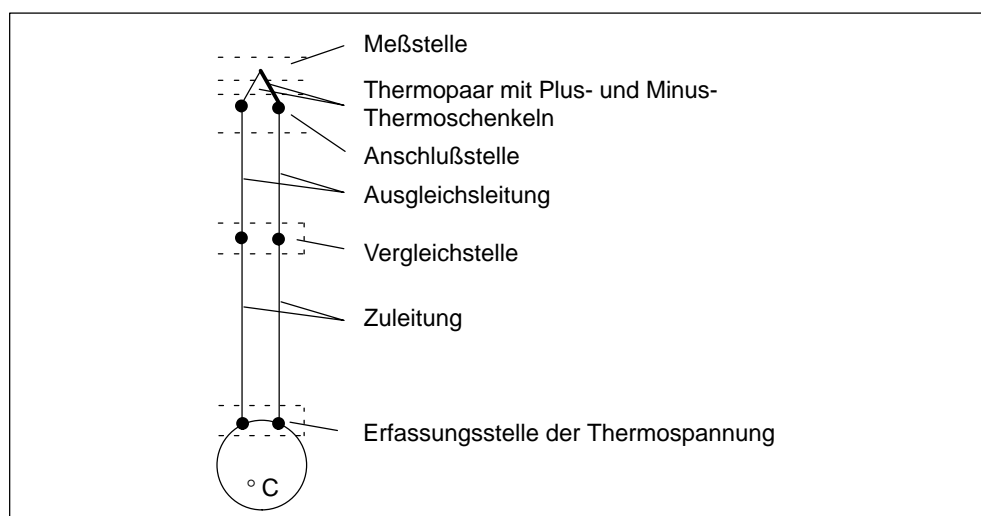 Meßstelle
Thermopaar mit Plus- und Minus-
Thermoschenkeln
Anschlußstelle
Ausgleichsleitung
Vergleichstelle
Zuleitung
Erfassungsstelle der Thermospannung
° C